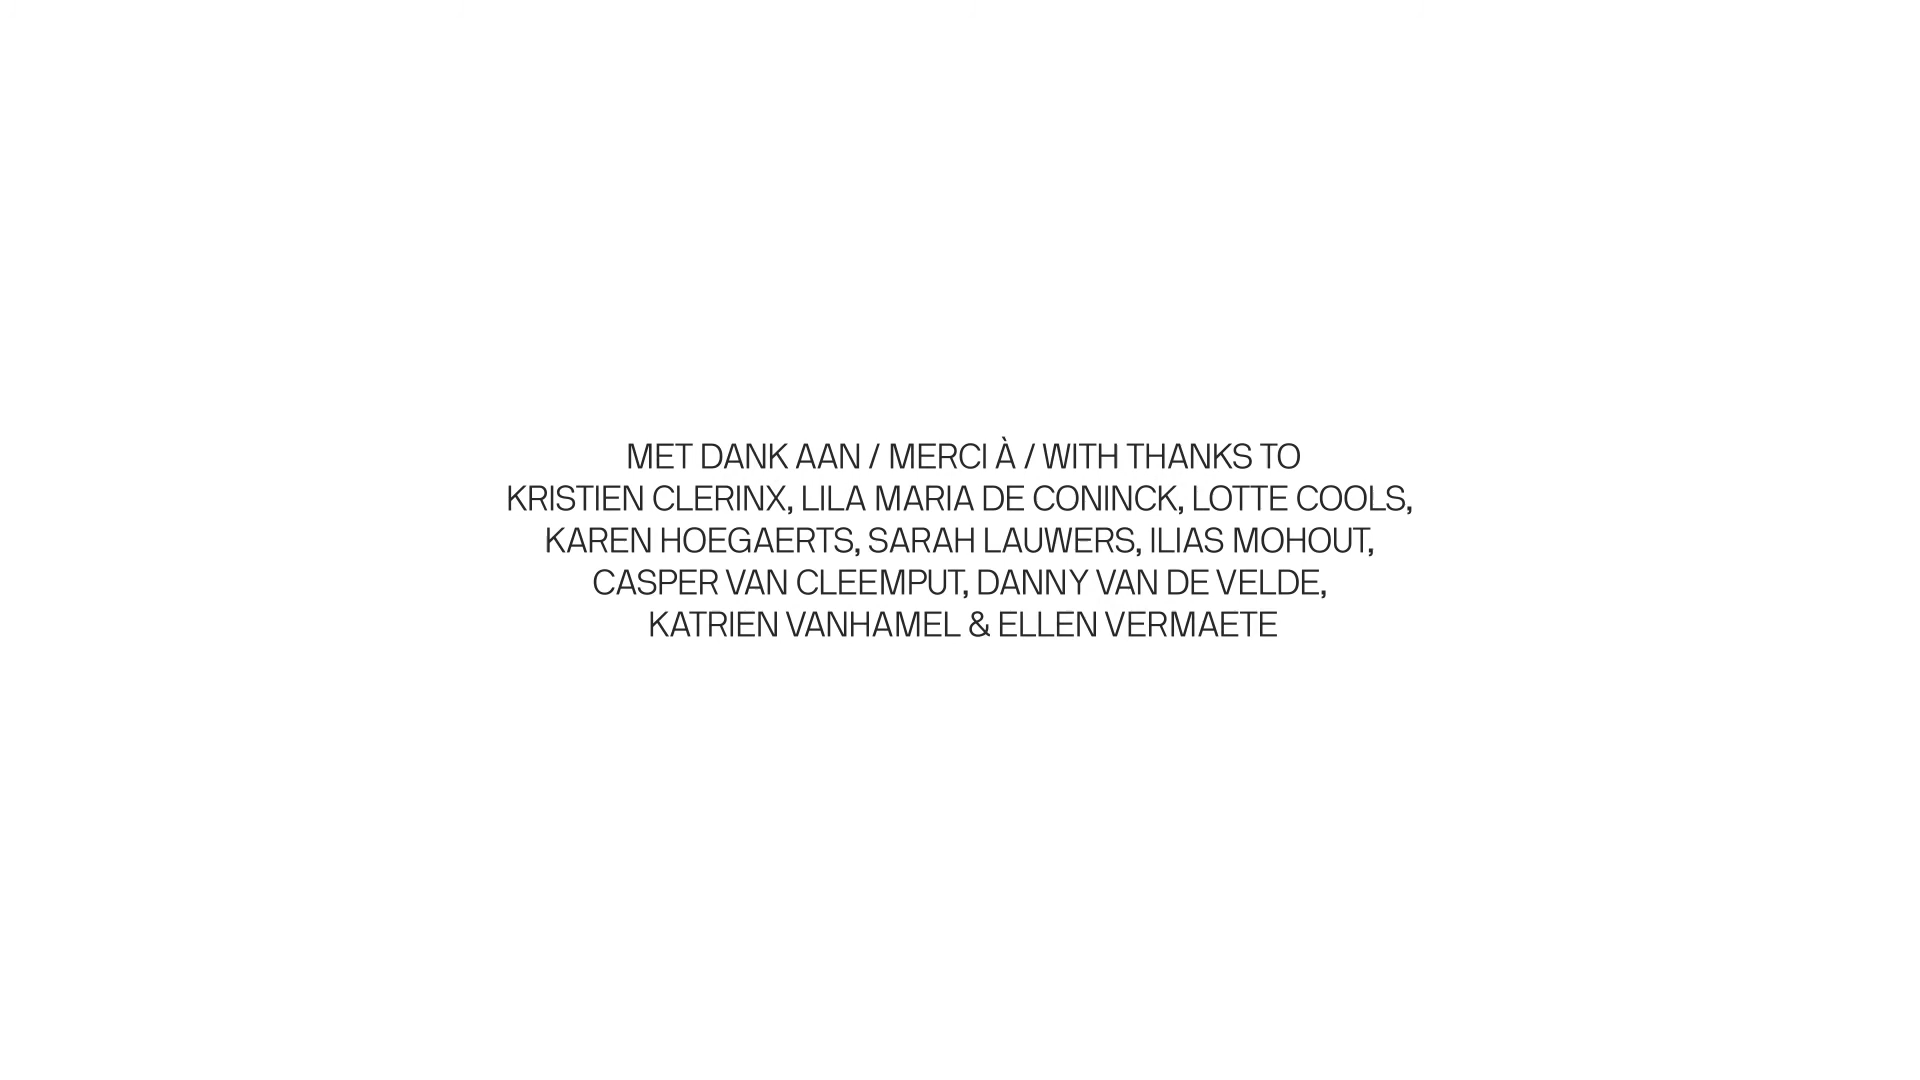 MET DANK AAN / MERCI À / WITH THANKS TO
KRISTIEN CLERINX, LILA MARIA DE CONINCK, LOTTE COOLS,
KAREN HOEGAERTS, SARAH LAUWERS, ILIAS MOHOUT,
CASPER VAN CLEEMPUT, DANNY VAN DE VELDE,
KATRIEN VANHAMEL & ELLEN VERMAETE